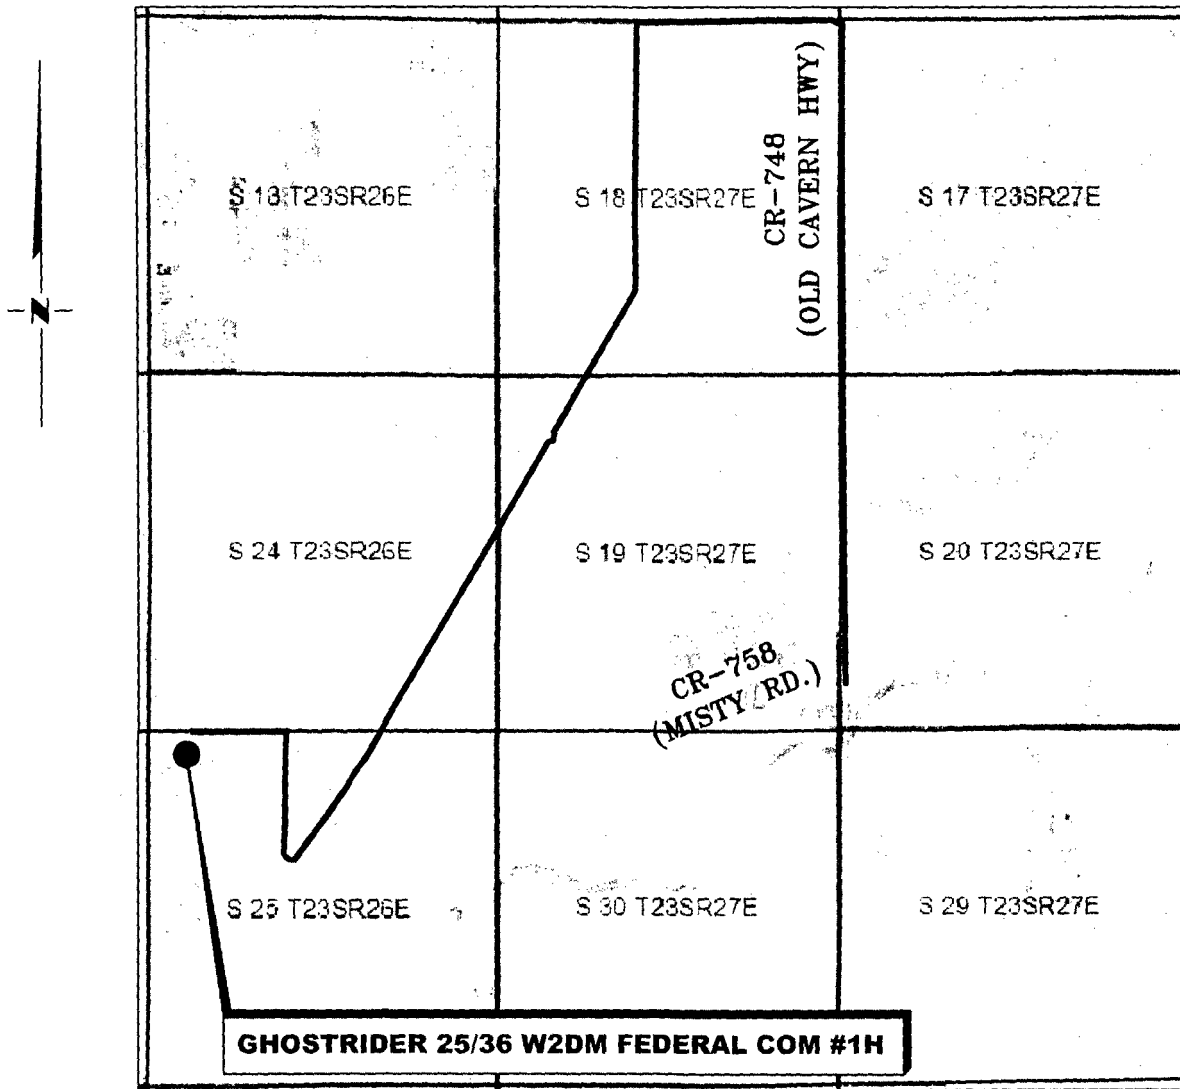 CR-748
(OLD CAVERN HWY)
S 13 T23SR26E
S 18 T23SR27E
S 17 T23SR27E
N
S 24 T23SR26E
S 19 T23SR27E
S 20 T23SR27E
CR-758
(MISTY RD.)
S 25 T23SR26E
S 30 T23SR27E
S 29 T23SR27E
GHOSTRIDER 25/36 W2DM FEDERAL COM #1H